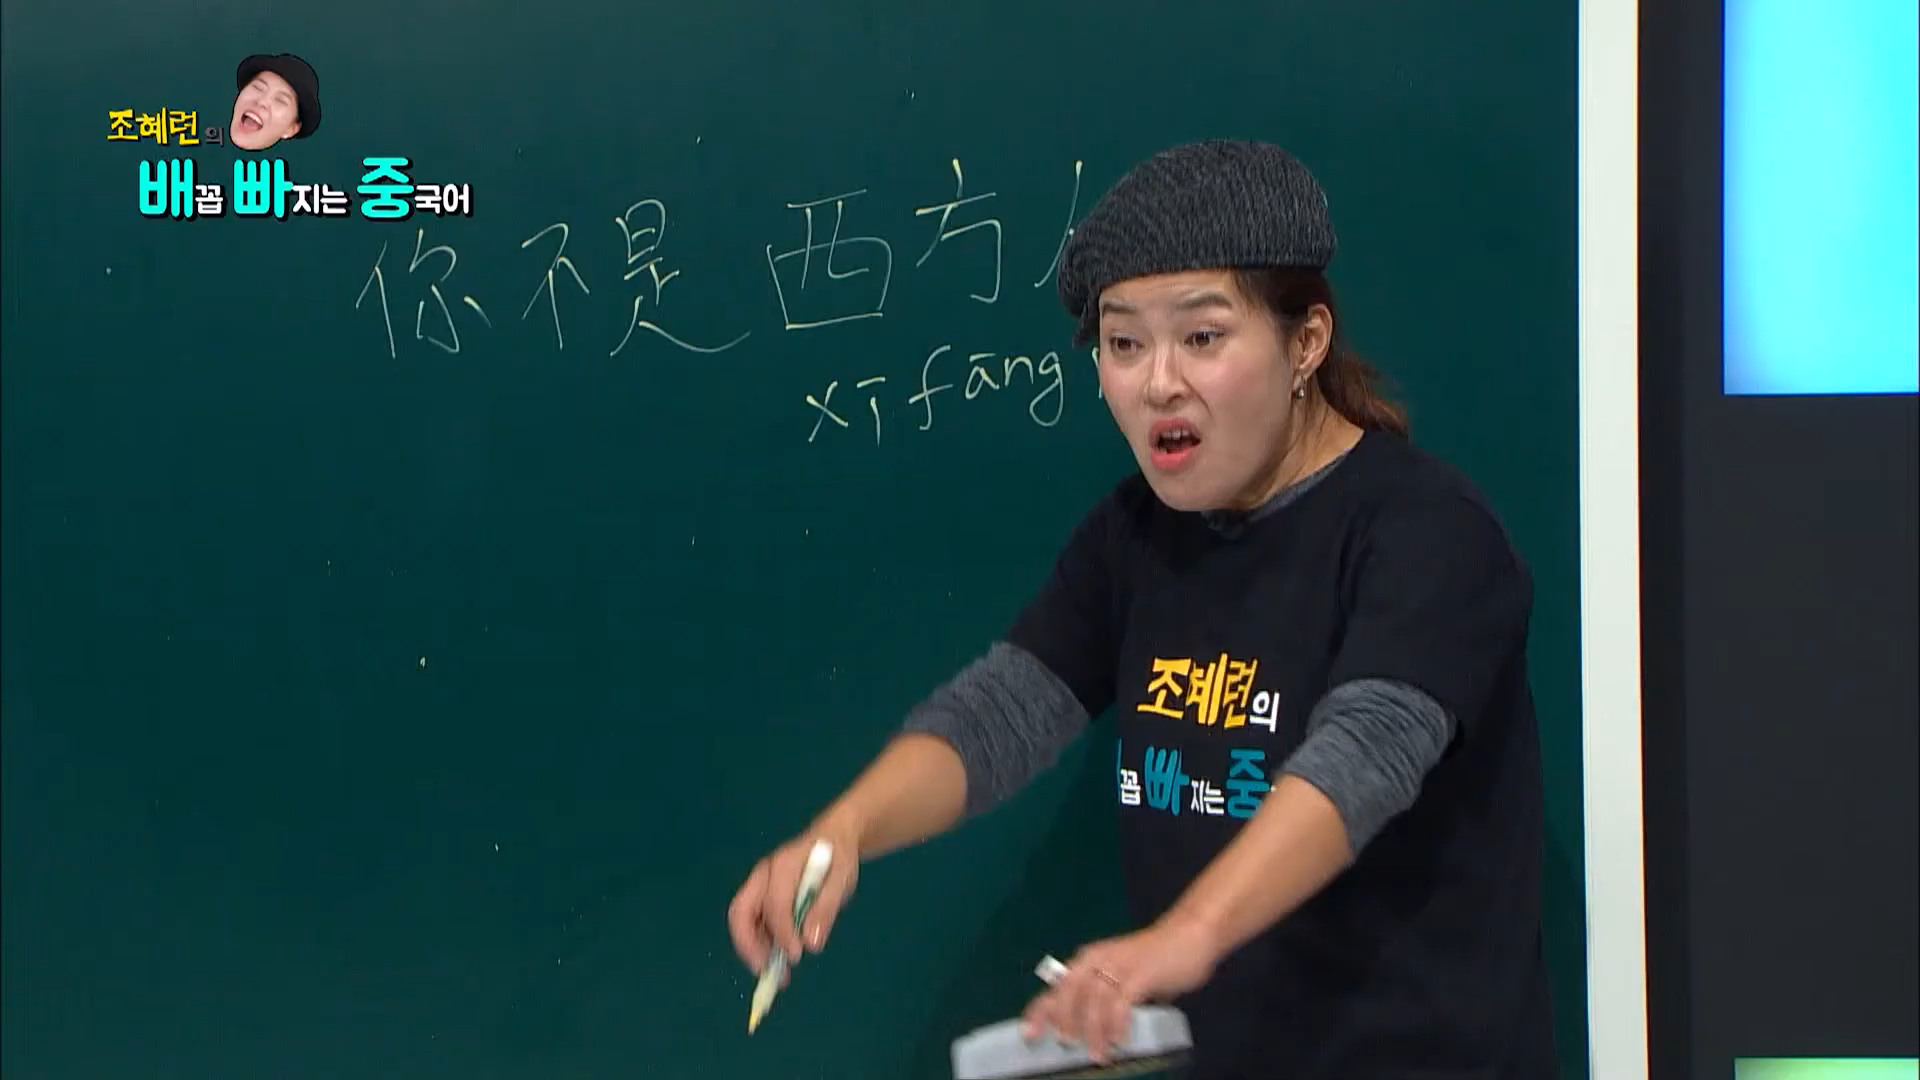 조혜련의
배꼽 빠지는 중국어
你不是西方
xī fāng
조혜련의
꼽 빠지는 중